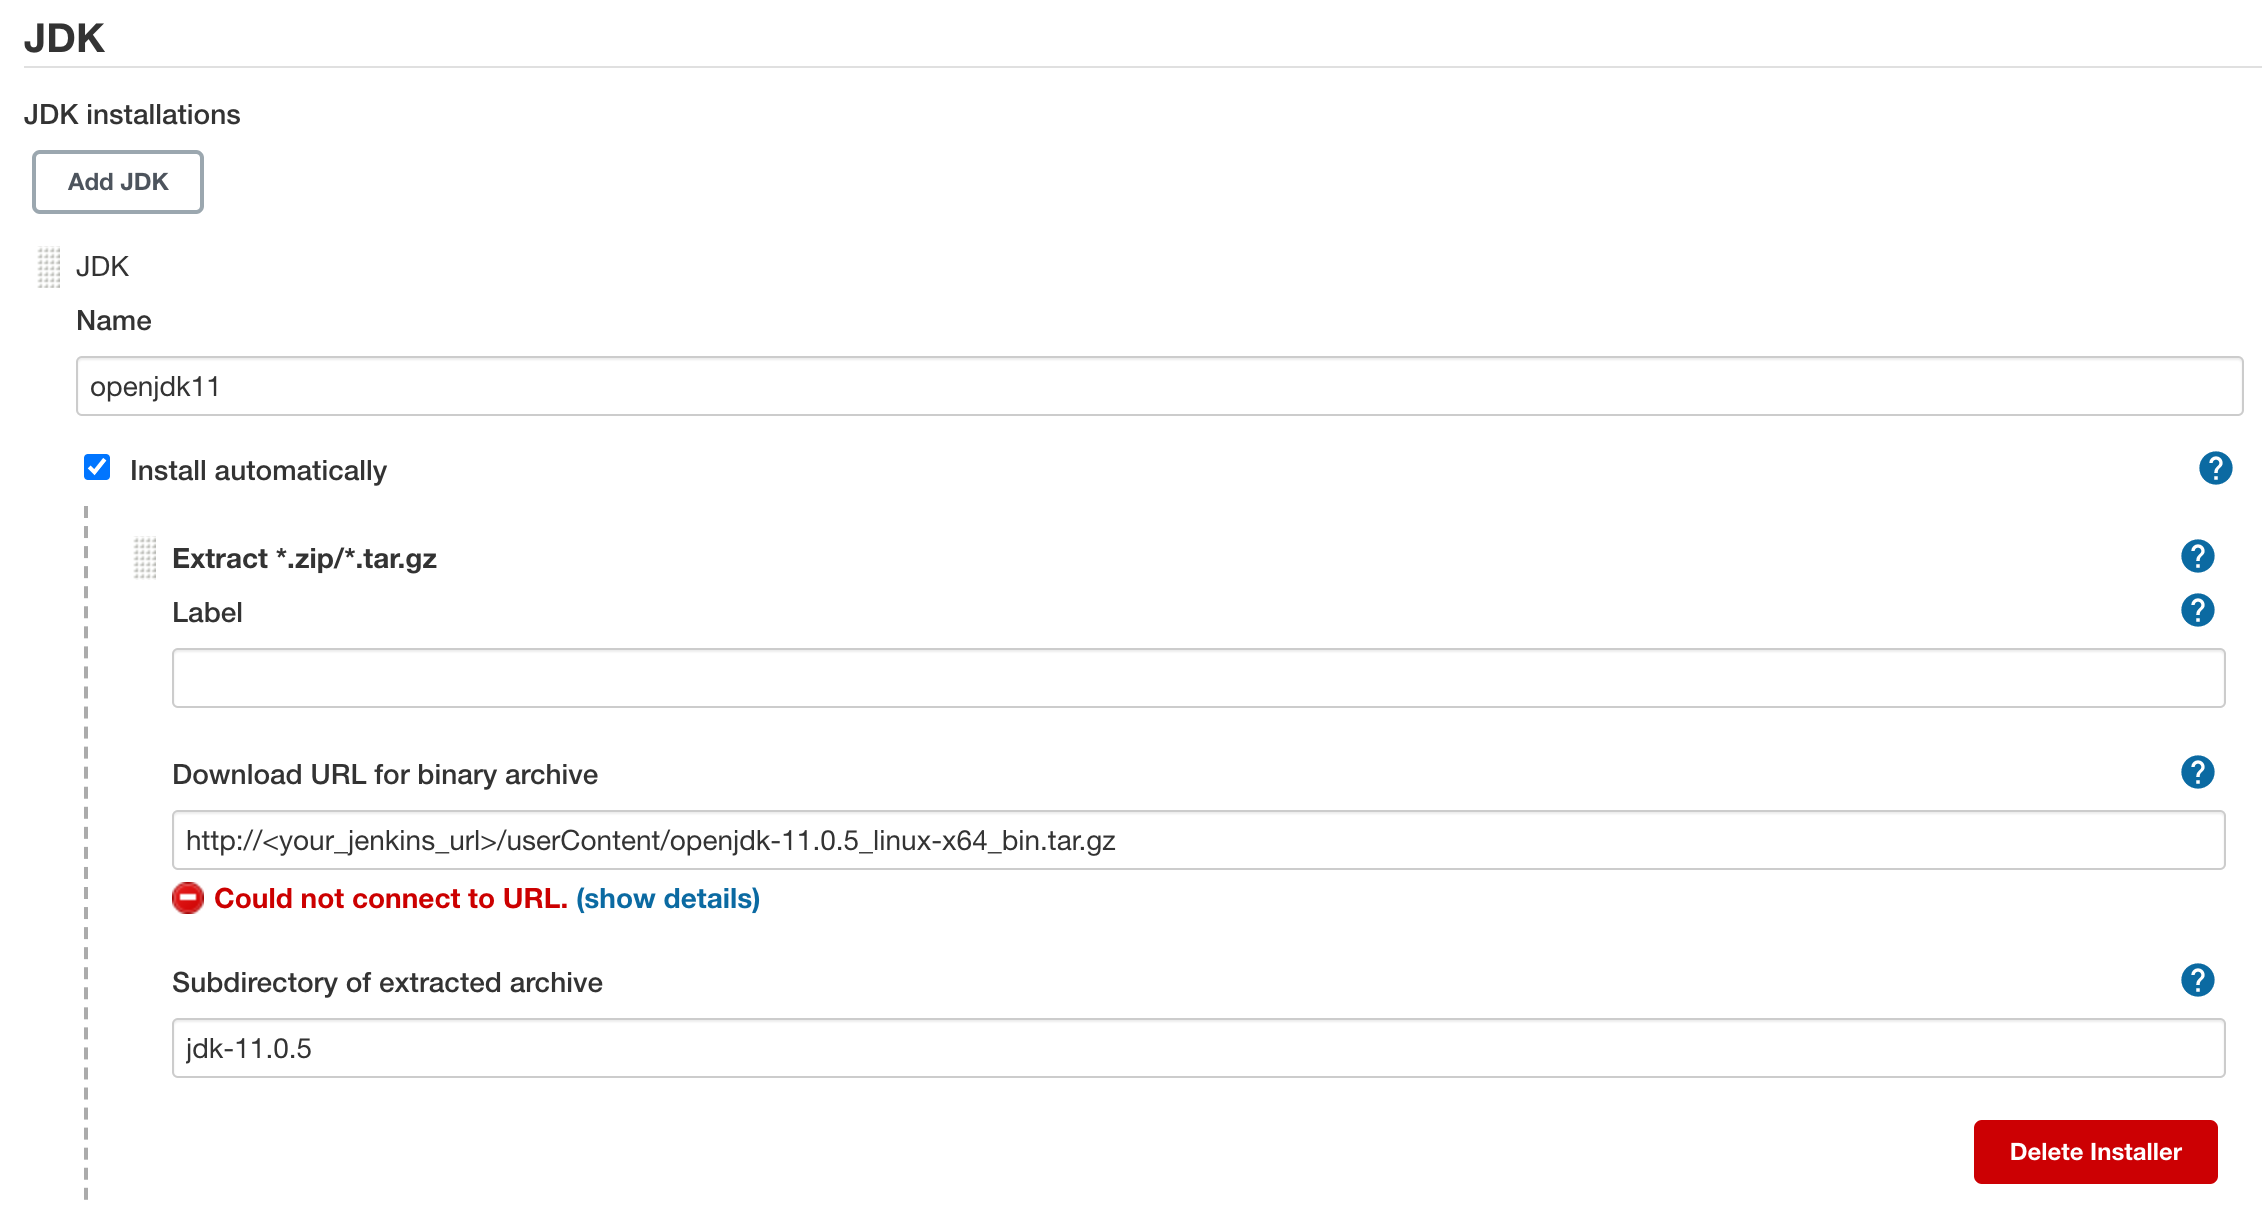 JDK
JDK installations
Add JDK
JDK
Name
openjdk11
Install automatically
?
Extract *.zip/*.tar.gz
?
Label
?
Download URL for binary archive
?
http://<your_jenkins_url>/userContent/openjdk-11.0.5_linux-x64_bin.tar.gz
Could not connect to URL. (show details)
Subdirectory of extracted archive
?
jdk-11.0.5
Delete Installer